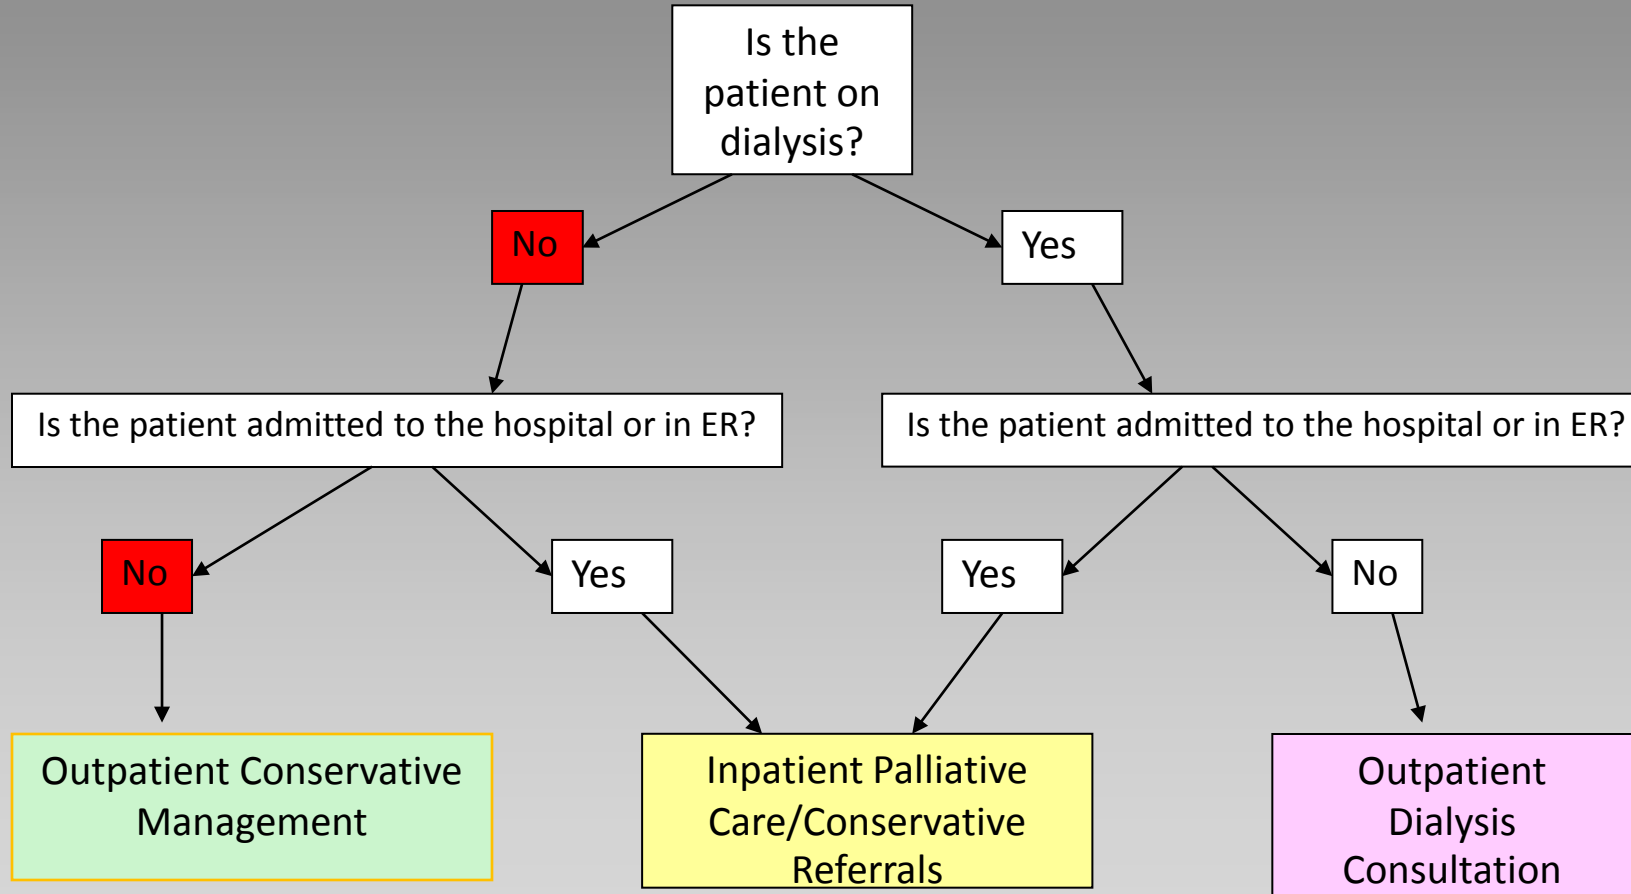 Is the
patient on
dialysis?
No
Yes
Is the patient admitted to the hospital or in ER?
Is the patient admitted to the hospital or in ER?
No
Yes
Yes
No
Outpatient Conservative
Management
Inpatient Palliative
Care/Conservative
Referrals
Outpatient
Dialysis
Consultation